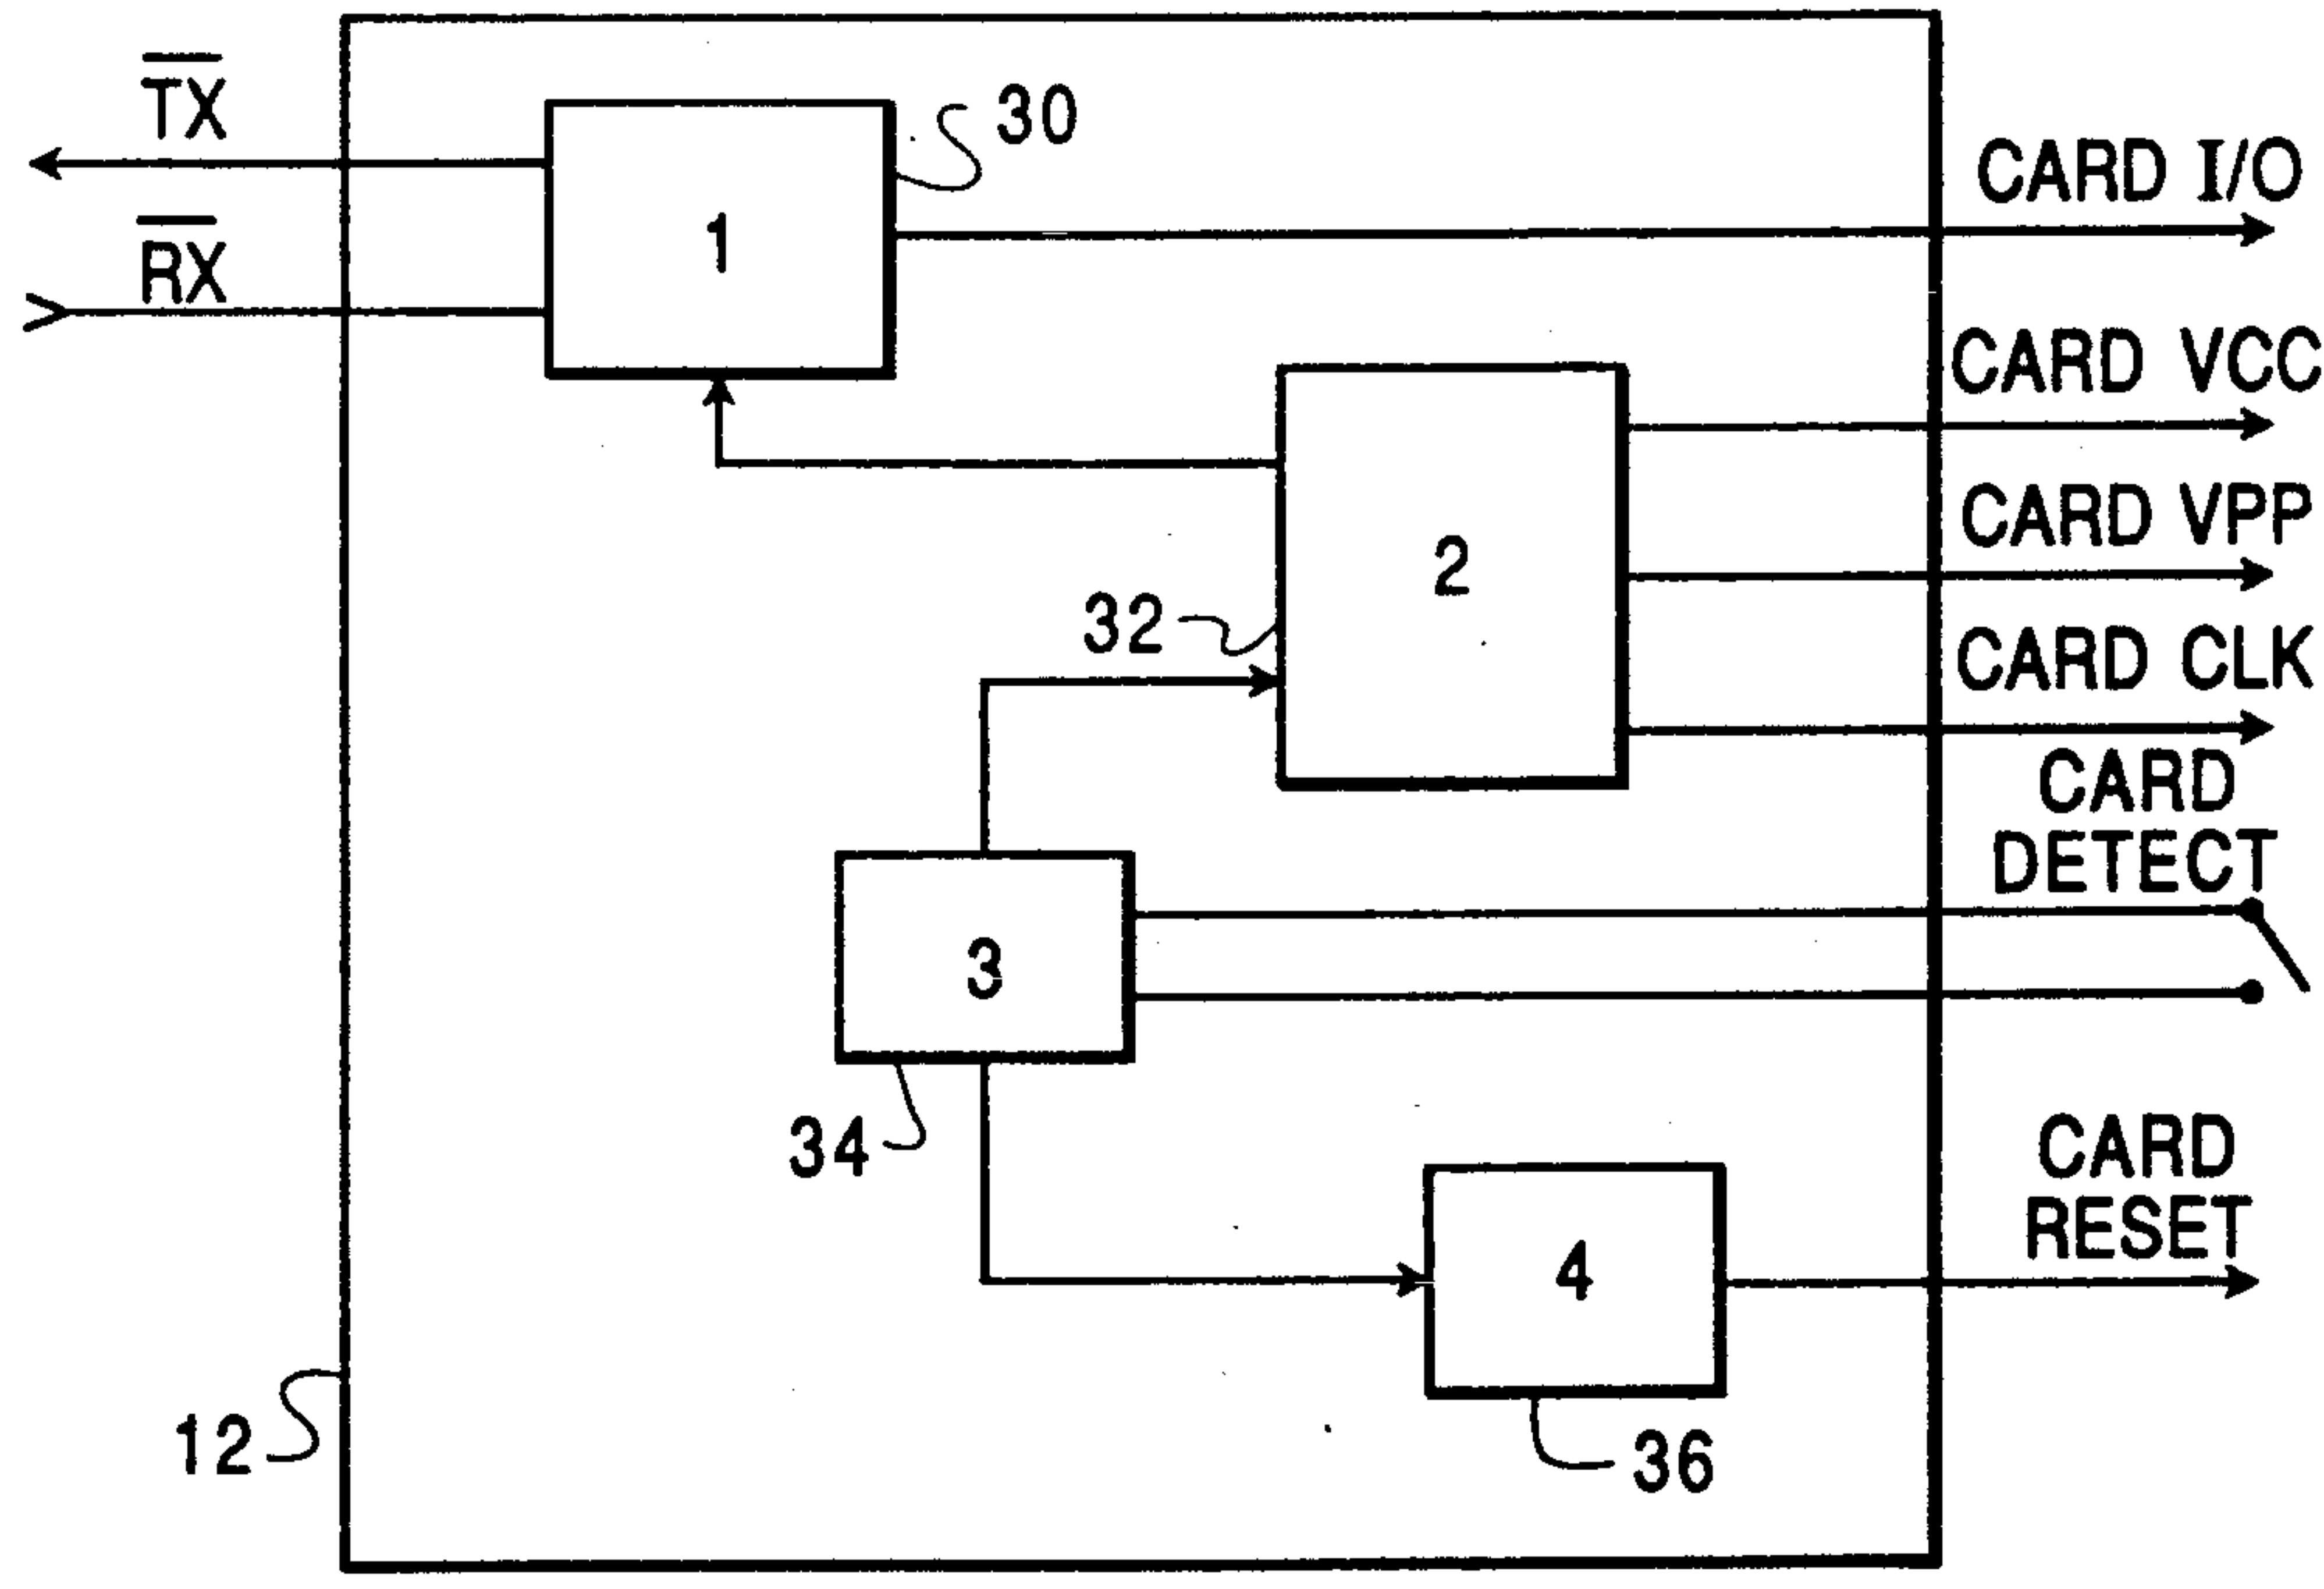 TX
30
CARD I/O
RX
1
CARD VCC
CARD VPP
2
32
CARD CLK
CARD
DETECT
3
34
CARD
RESET
4
12
36